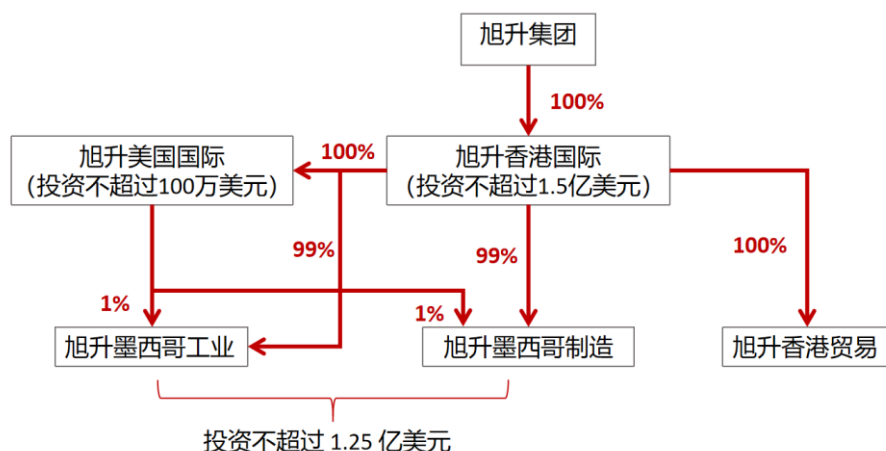 旭升集团
100%
旭升美国国际
（投资不超过100万美元）
100%
旭升香港国际
（投资不超过1.5亿美元）
99%
99%
100%
1%
1%
旭升墨西哥工业
旭升墨西哥制造
旭升香港贸易
投资不超过 1.25 亿美元